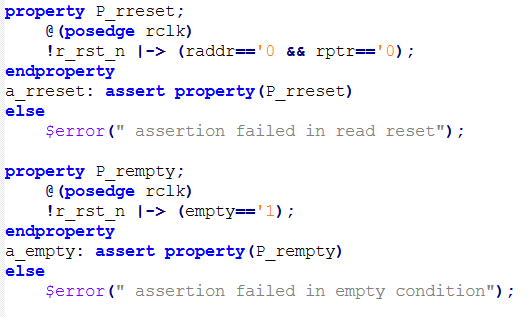 property P_rreset;
@(posedge rclk)
!r_rst_n |-> (raddr=='0 && rptr=='0);
endproperty
a_rreset: assert property(P_rreset)
else
$error(" assertion failed in read reset");
property P_rempty;
@(posedge rclk)
!r_rst_n |-> (empty=='1);
endproperty
a_empty: assert property(P_rempty)
else
$error(" assertion failed in empty condition");